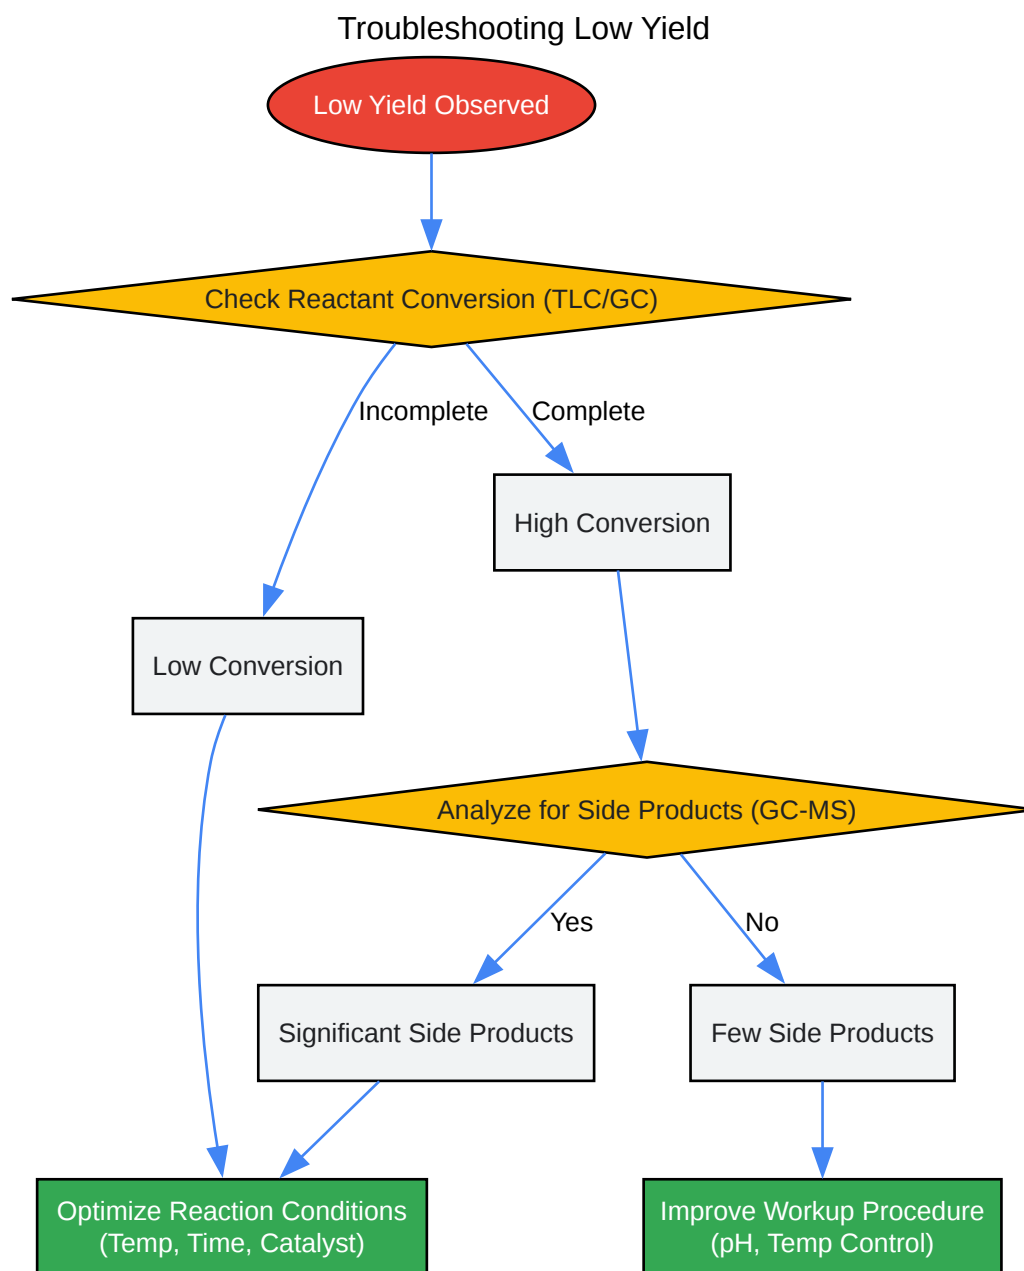 Troubleshooting Low Yield
Low Yield Observed
Check Reactant Conversion (TLC/GC)
Incomplete
Complete
High Conversion
Low Conversion
Analyze for Side Products (GC-MS)
Yes
No
Significant Side Products
Few Side Products
Optimize Reaction Conditions
(Temp, Time, Catalyst)
Improve Workup Procedure
(pH, Temp Control)